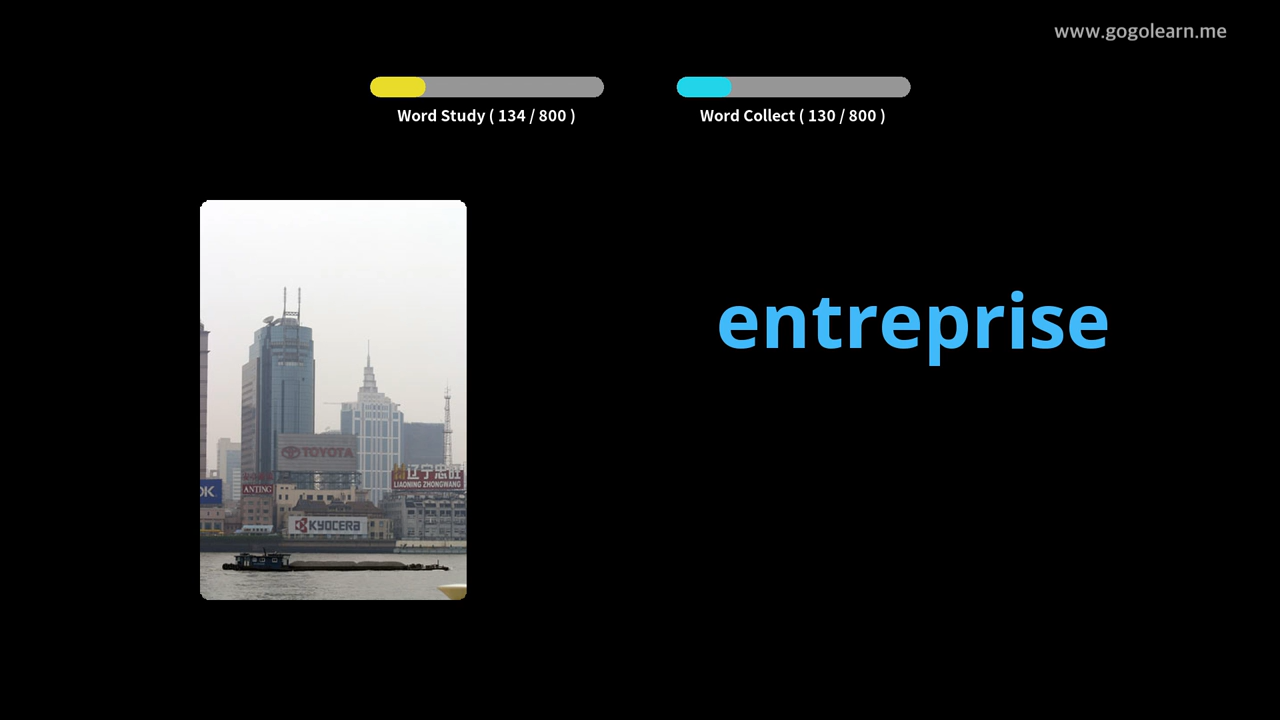 www.gogolearn.me
Word Study ( 134 / 800 )
Word Collect ( 130 / 800 )
entreprise
TOYOTA
辽宁忠旺
LIAONING ZHONGWANG
OK
ANTING
KYOCERA